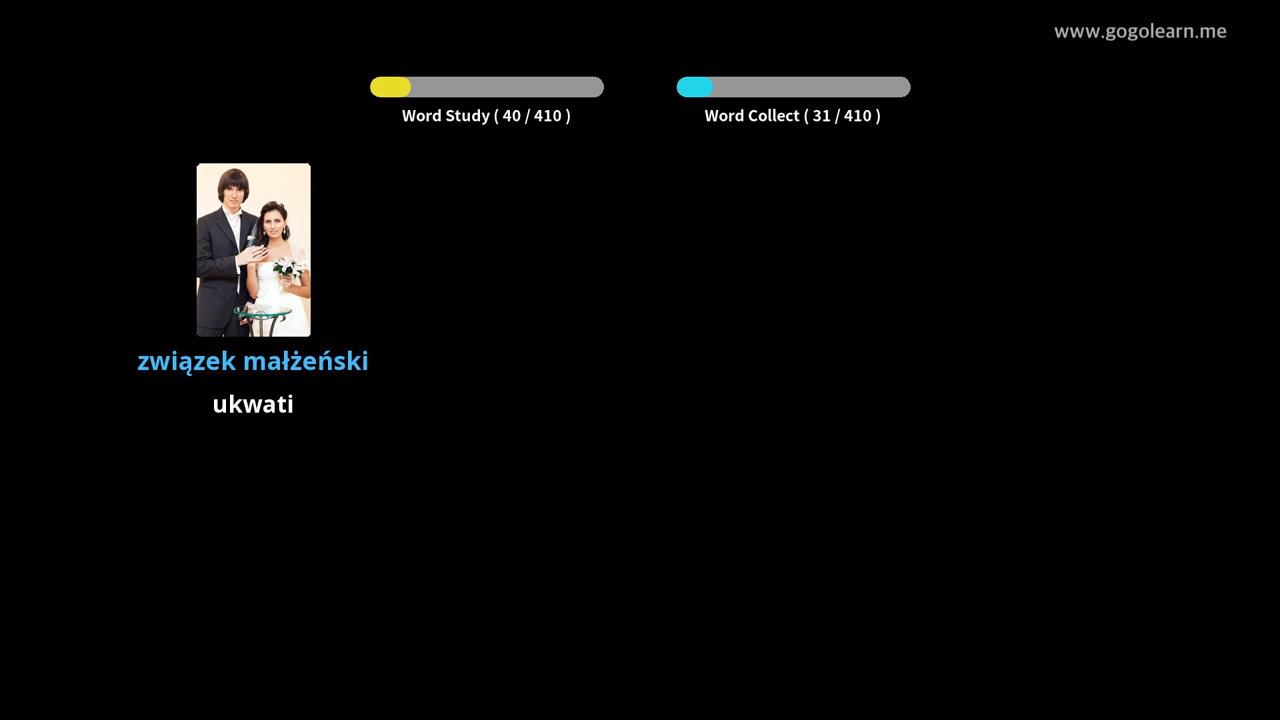 www.gogolearn.me
Word Study ( 40 / 410 )
Word Collect ( 31 / 410 )
związek małżeński
ukwati